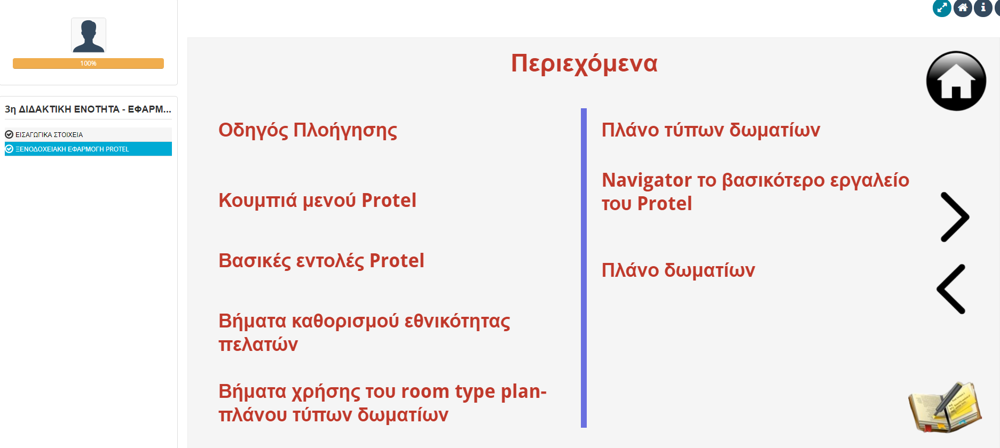 100%
3η ΔΙΔΑΚΤΙΚΗ ΕΝΟΤΗΤΑ - ΕΦΑΡΜ...
ΕΙΣΑΓΩΓΙΚΑ ΣΤΟΙΧΕΙΑ
ΞΕΝΟΔΟΧΕΙΑΚΗ ΕΦΑΡΜΟΓΗ PROTEL
Περιεχόμενα
Οδηγός Πλοήγησης
Κουμπιά μενού Protel
Βασικές εντολές Protel
Βήματα καθορισμού εθνικότητας
πελατών
Βήματα χρήσης του room type plan-
πλάνου τύπων δωματίων
Πλάνο τύπων δωματίων
Navigator το βασικότερο εργαλείο
του Protel
Πλάνο δωματίων